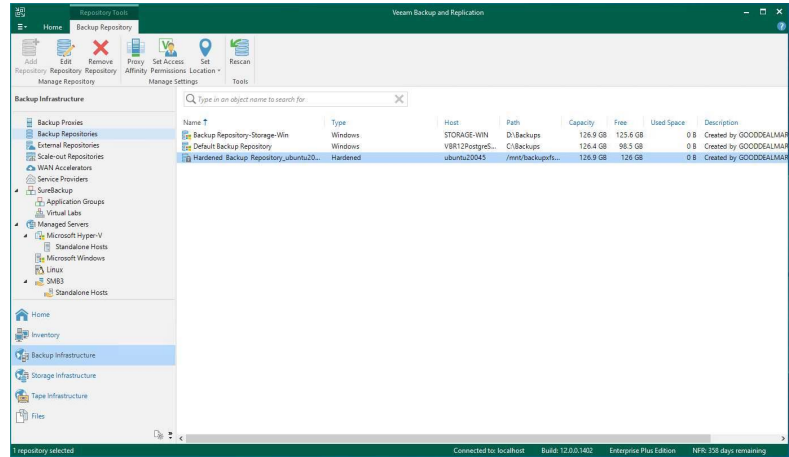 Repository Tools
Veeam Backup and Replication
Home Backup Repository
Add Repository
Edit Repository
Remove Repository
Proxy Affinity
Set Access Permissions
Set Location
Rescan
Manage Repository
Manage Settings
Tools
Backup Infrastructure
Type in an object name to search for
Backup Proxies
Backup Repositories
External Repositories
Scale-out Repositories
WAN Accelerators
Service Providers
SureBackup
Application Groups
Virtual Labs
Managed Servers
Microsoft Hyper-V
Standalone Hosts
Microsoft Windows
Linux
SMB3
Standalone Hosts
Name Type Host Path Capacity Free Used Space Description
Backup Repository-Storage-Win Windows STORAGE-WIN D:\Backups 126.9 GB 125.6 GB 0 B Created by GOODDEALMAR
Default Backup Repository Windows VBR12PostgreS... C:\Backups 126.4 GB 98.5 GB 0 B Created by GOODDEALMAR
Hardened Backup Repository_ubuntu20... Hardened ubuntu20045 /mnt/backupxfs... 126.9 GB 126 GB 0 B Created by GOODDEALMAR
Home
Inventory
Backup Infrastructure
Storage Infrastructure
Tape Infrastructure
Files
1 repository selected
Connected to: localhost Build: 12.0.0.1402 Enterprise Plus Edition NFR: 358 days remaining